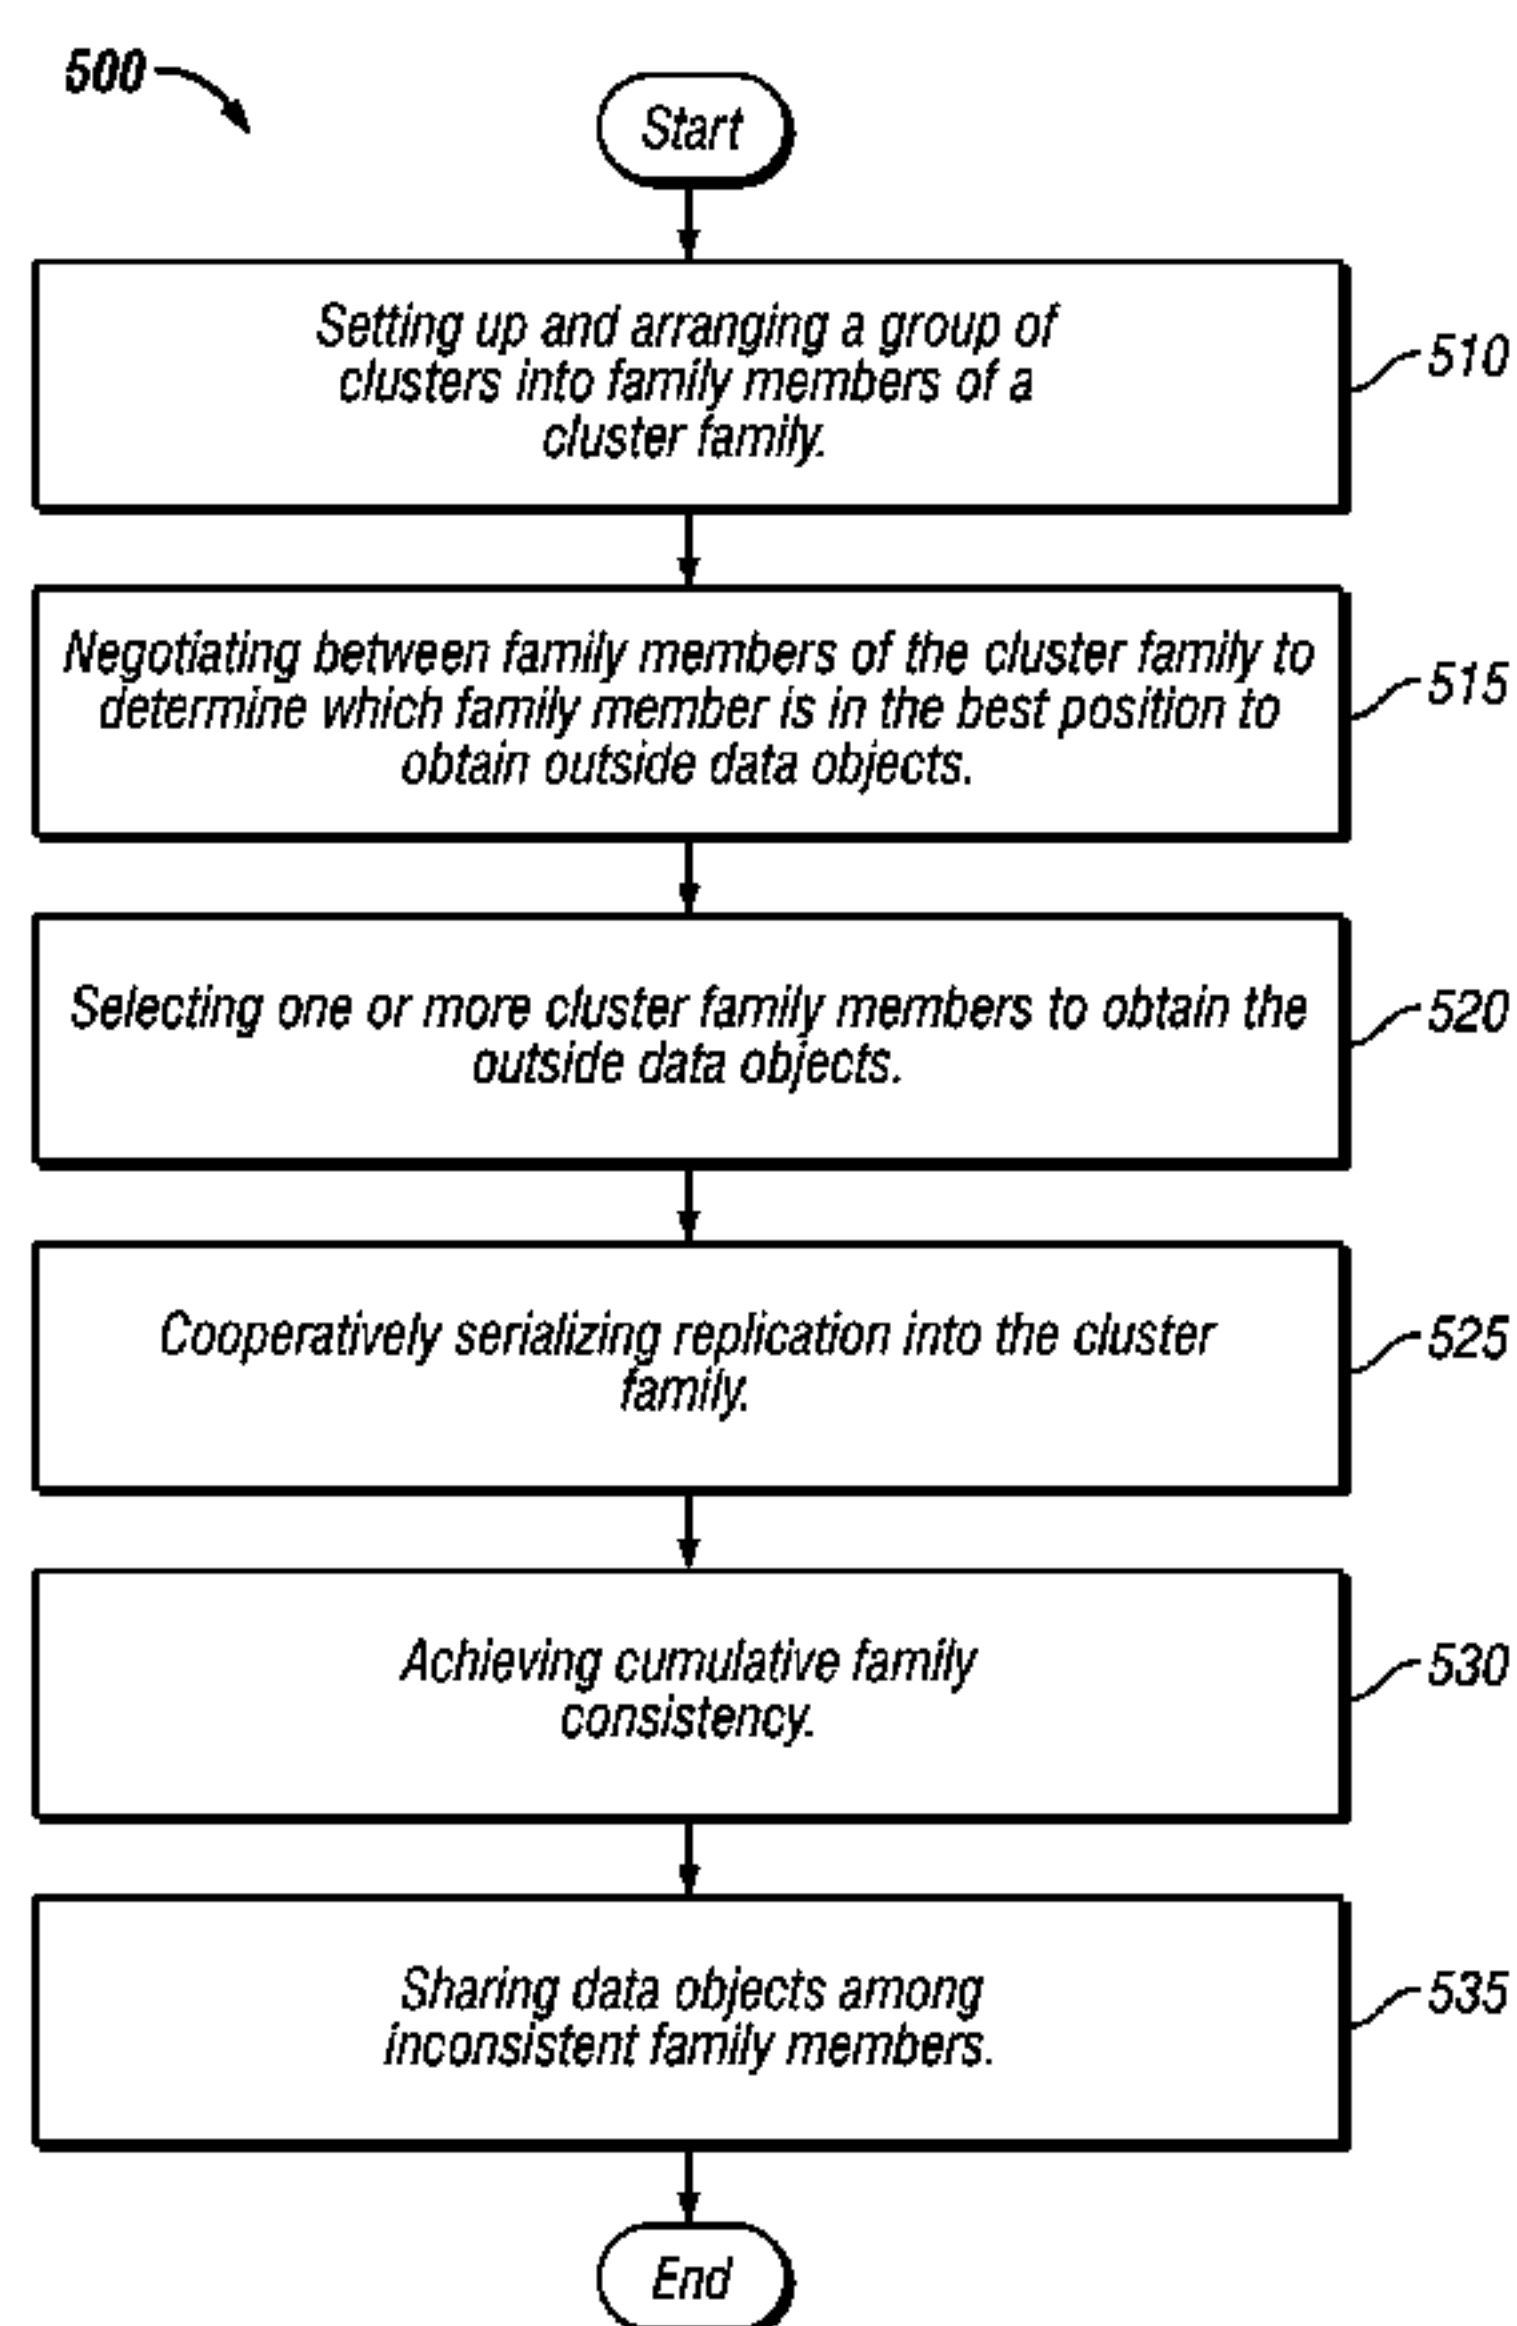 500
Start
Setting up and arranging a group of
clusters into family members of a
cluster family.
510
Negotiating between family members of the cluster family to
determine which family member is in the best position to
obtain outside data objects.
515
Selecting one or more cluster family members to obtain the
outside data objects.
520
Cooperatively serializing replication into the cluster
family.
525
Achieving cumulative family
consistency.
530
Sharing data objects among
inconsistent family members.
535
End